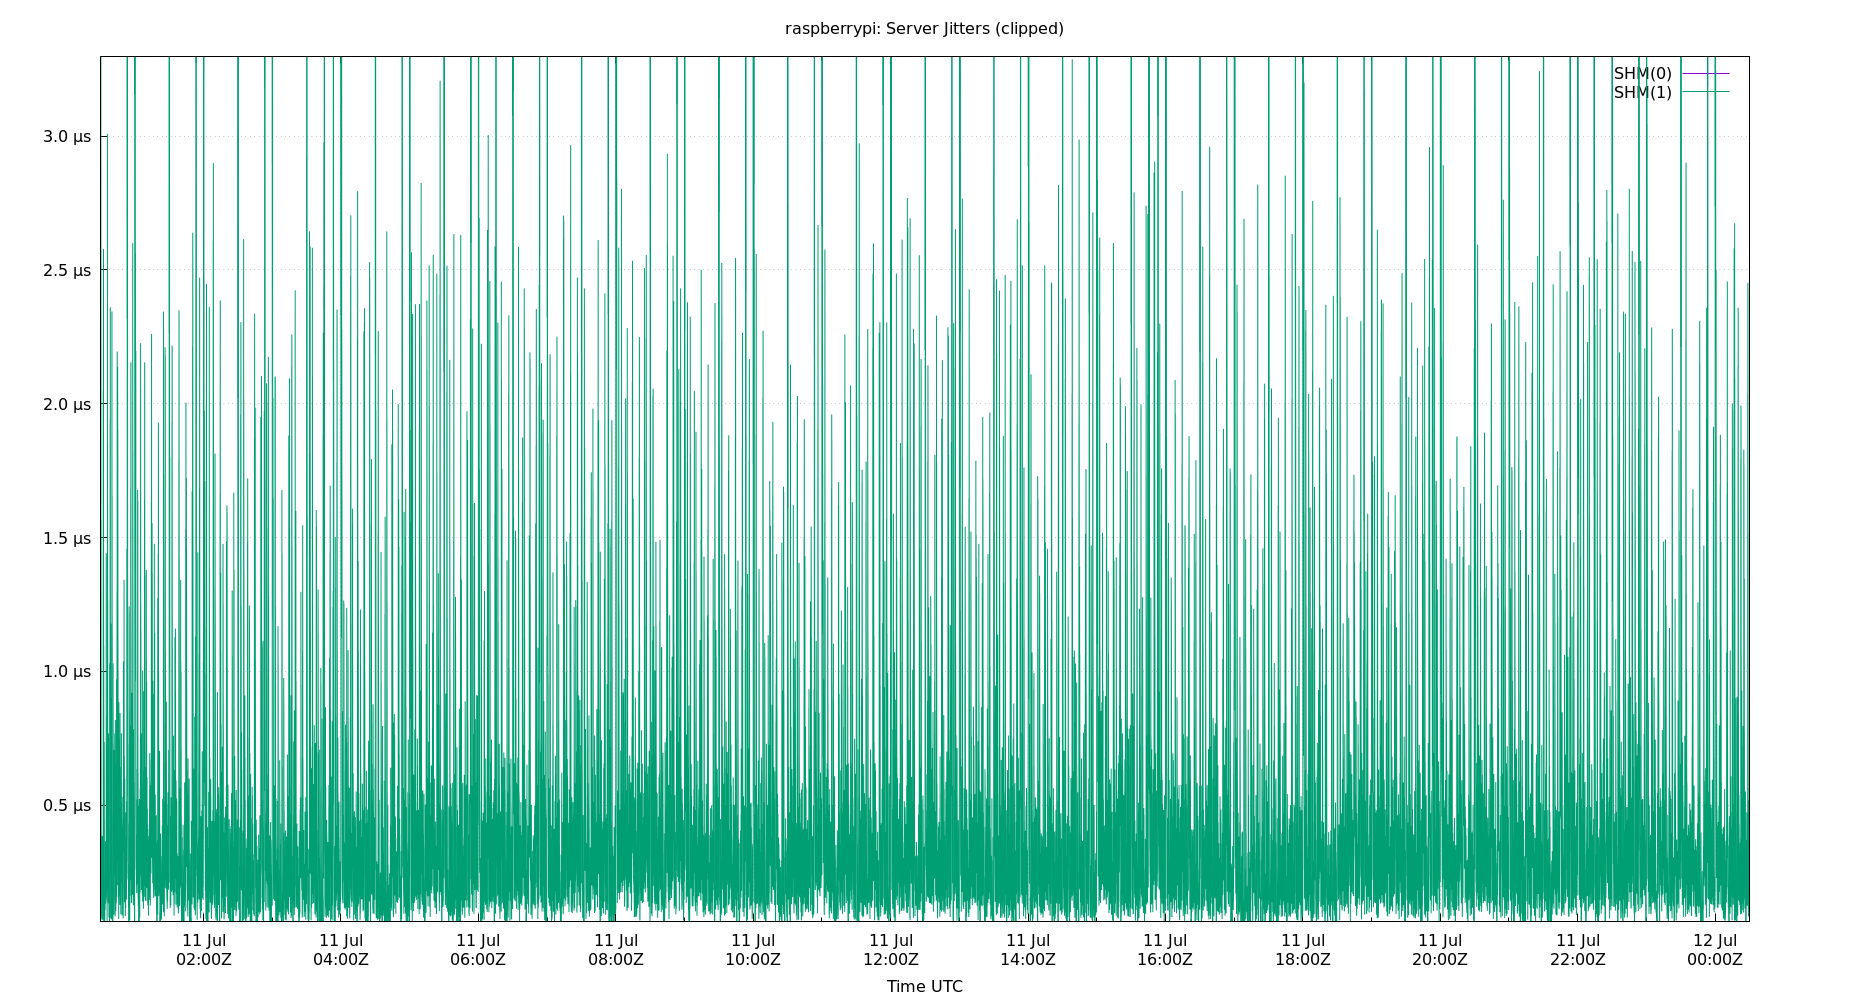 raspberrypi: Server Jitters (clipped)
SHM(0)
SHM(1)
3.0 µs
2.5 µs
2.0 µs
1.5 µs
1.0 µs
0.5 µs
11 Jul 11 Jul 11 Jul 11 Jul 11 Jul 11 Jul 11 Jul 11 Jul 11 Jul 11 Jul 11 Jul 12 Jul
02:00Z 04:00Z 06:00Z 08:00Z 10:00Z 12:00Z 14:00Z 16:00Z 18:00Z 20:00Z 22:00Z 00:00Z
Time UTC